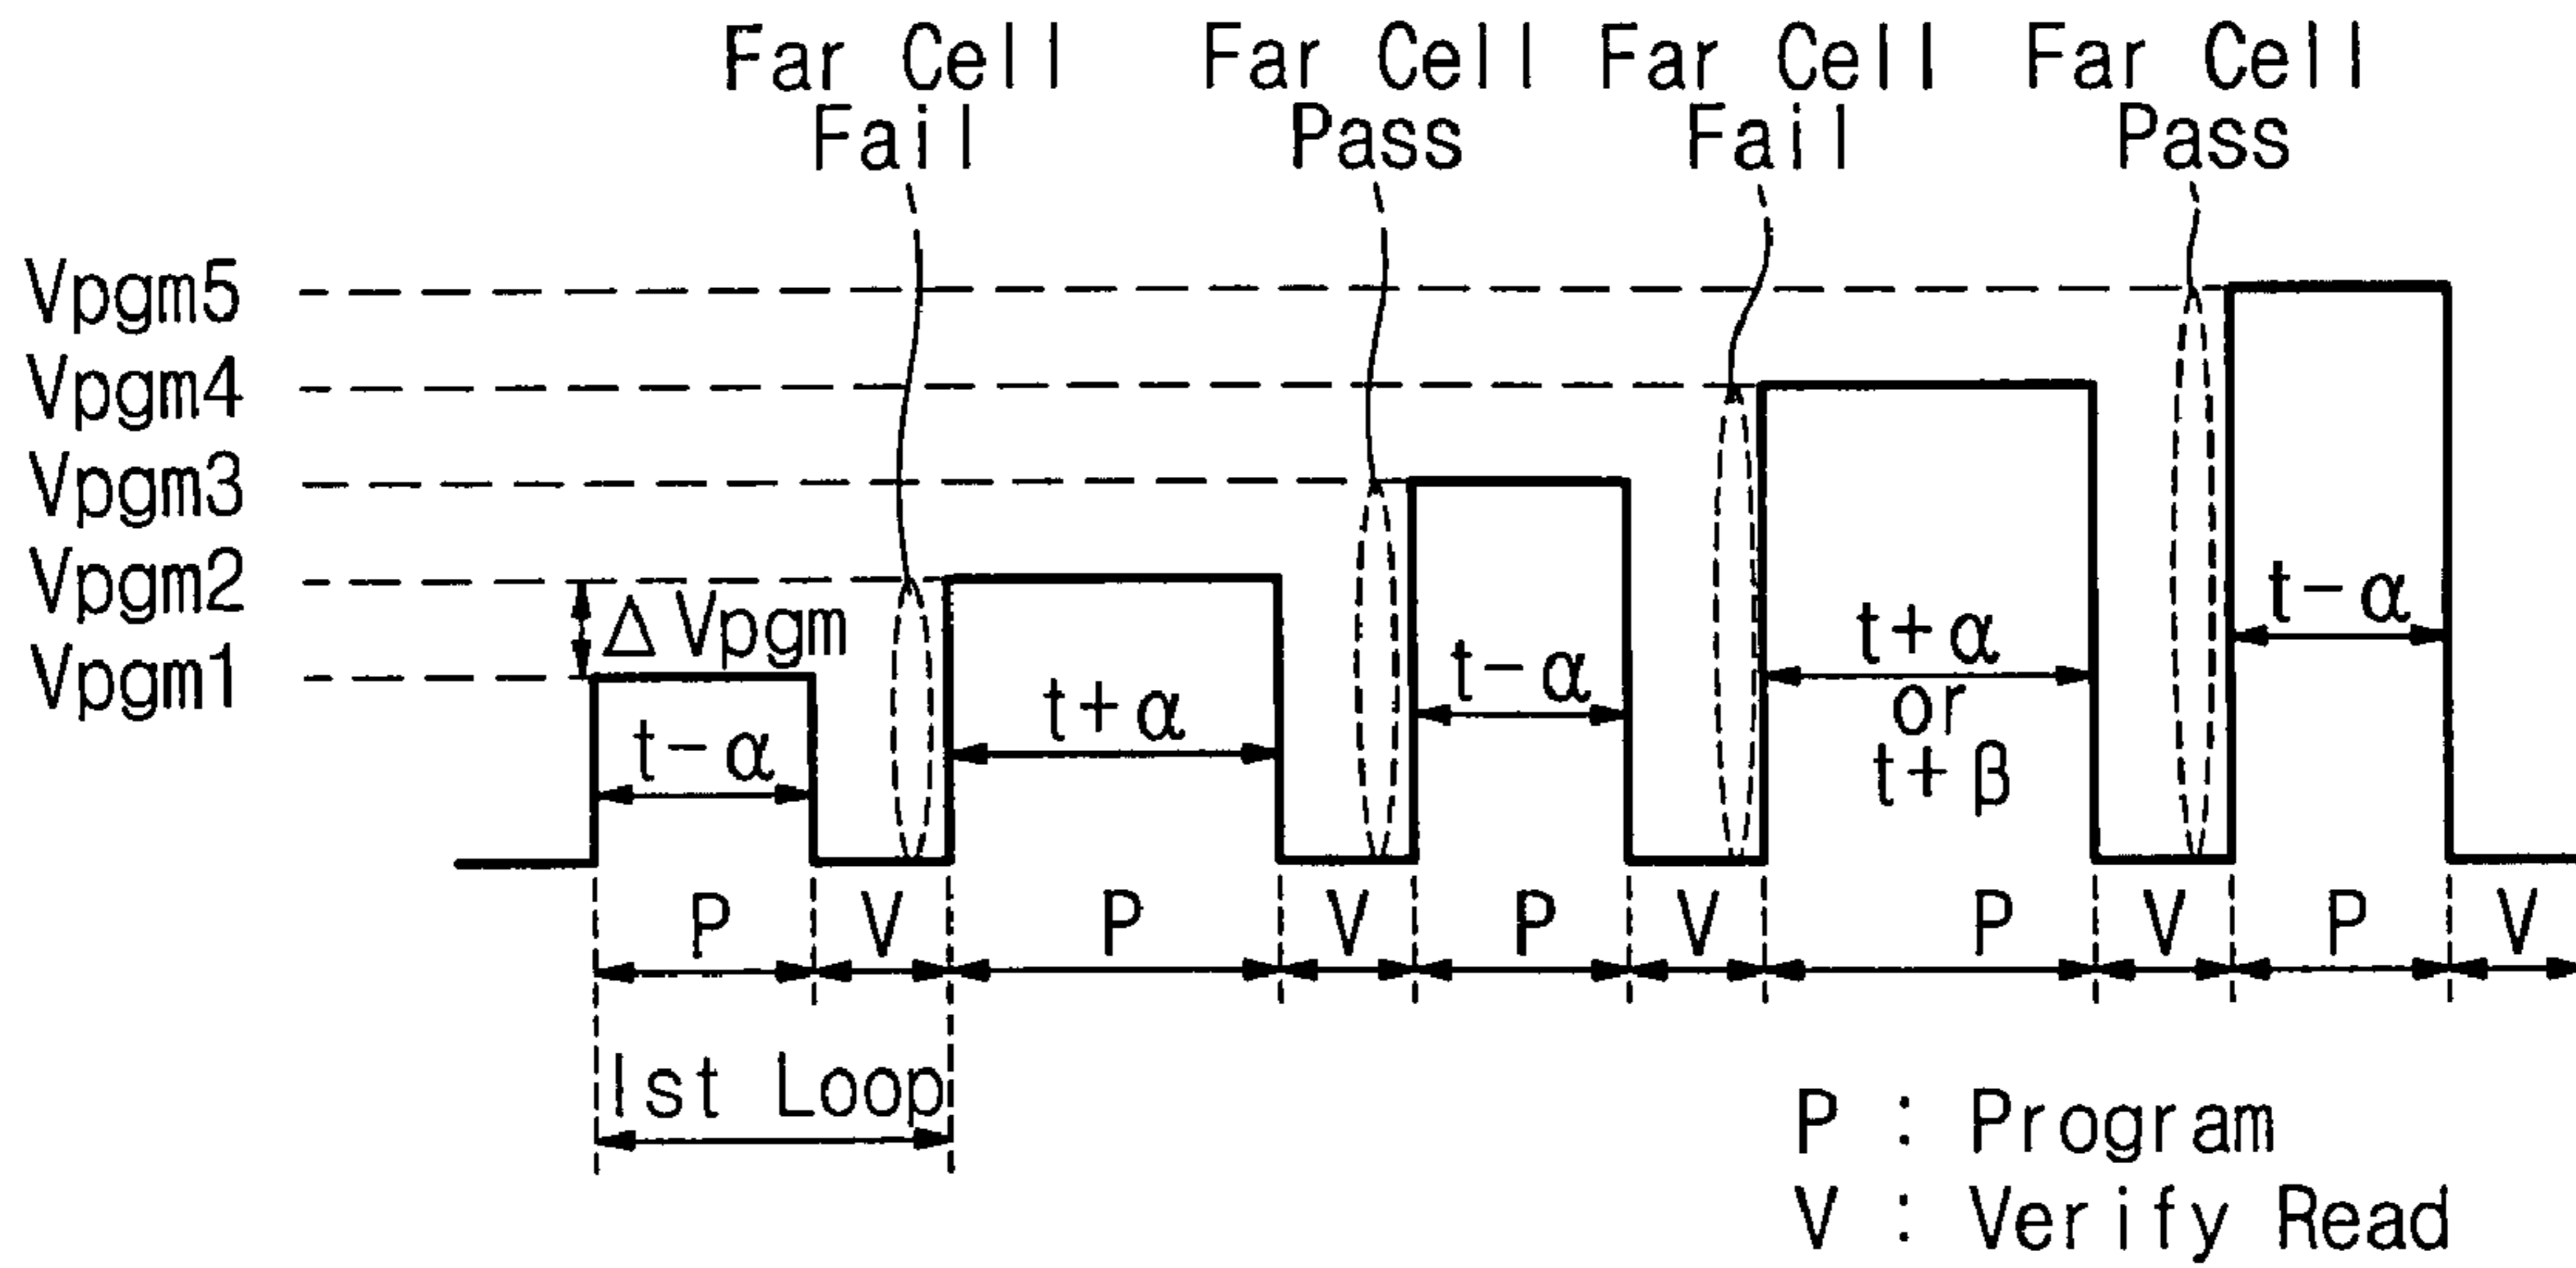 Far Cell Fail
Far Cell Pass
Far Cell Fail
Far Cell Pass
Vpgm5
Vpgm4
Vpgm3
Vpgm2
Vpgm1
ΔVpgm
t-α
t+α
t-α
t+α
or
t+β
t-α
P V P V P V P V P V
1st Loop
P : Program
V : Verify Read